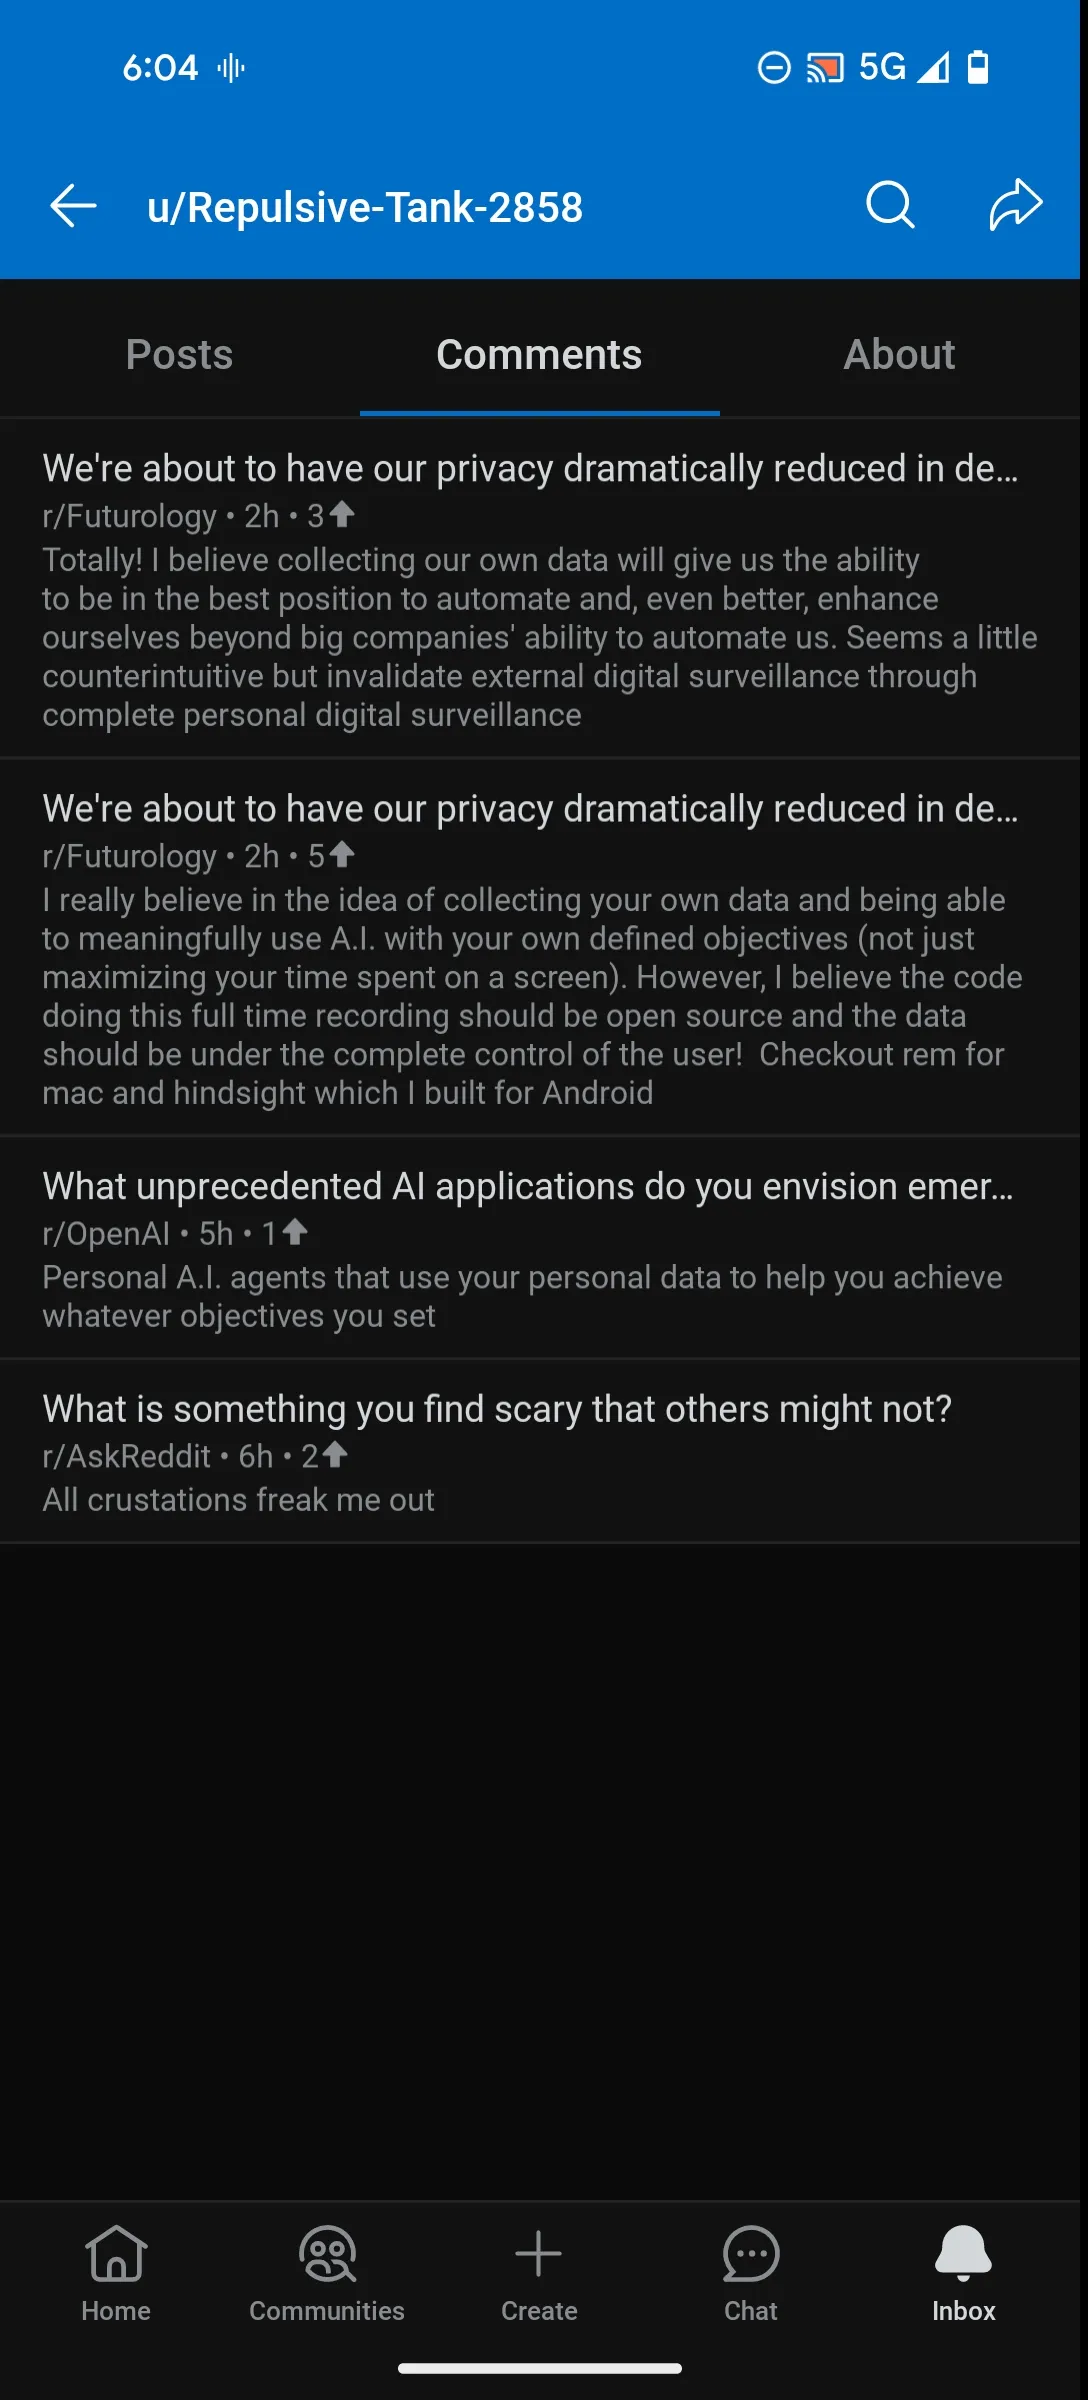 6:04
5G
u/Repulsive-Tank-2858
Posts
Comments
About
We're about to have our privacy dramatically reduced in de...
r/Futurology • 2h • 3
Totally! I believe collecting our own data will give us the ability
to be in the best position to automate and, even better, enhance
ourselves beyond big companies' ability to automate us. Seems a little
counterintuitive but invalidate external digital surveillance through
complete personal digital surveillance
We're about to have our privacy dramatically reduced in de...
r/Futurology • 2h • 5
I really believe in the idea of collecting your own data and being able
to meaningfully use A.I. with your own defined objectives (not just
maximizing your time spent on a screen). However, I believe the code
doing this full time recording should be open source and the data
should be under the complete control of the user!  Checkout rem for
mac and hindsight which I built for Android
What unprecedented AI applications do you envision emer...
r/OpenAI • 5h • 1
Personal A.I. agents that use your personal data to help you achieve
whatever objectives you set
What is something you find scary that others might not?
r/AskReddit • 6h • 2
All crustations freak me out
Home
Communities
Create
Chat
Inbox